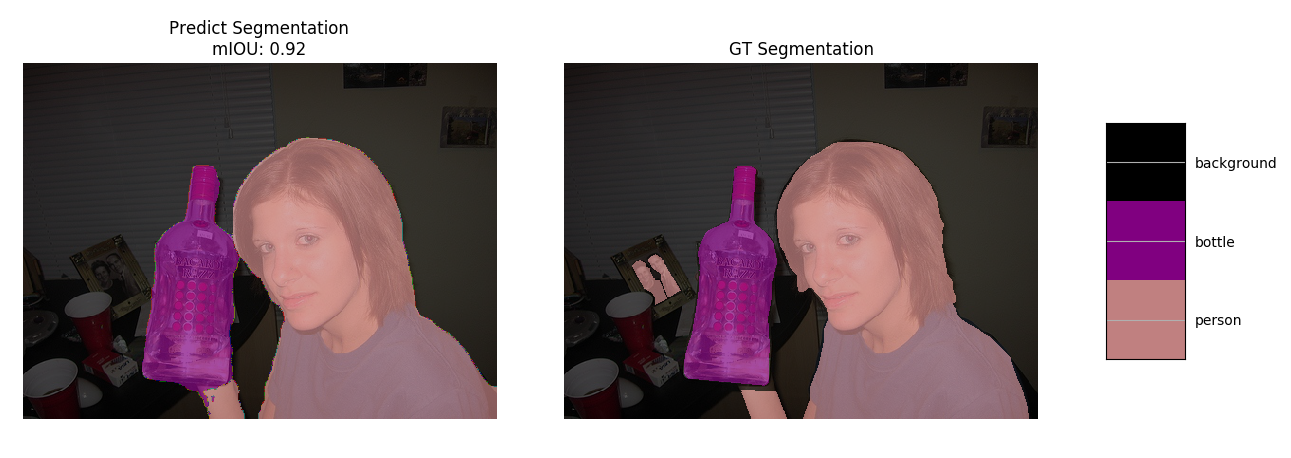 Predict Segmentation
mIOU: 0.92
GT Segmentation
background
bottle
person